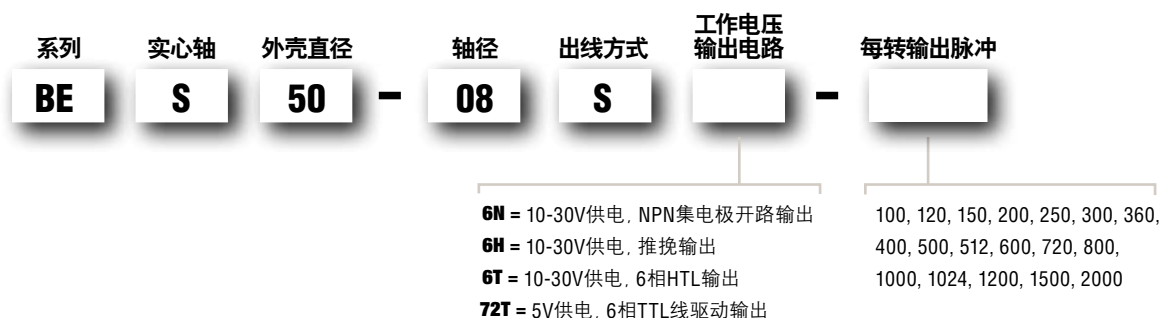 系列 实心轴 外壳直径 轴径 出线方式 工作电压 每转输出脉冲
输出电路
BE S 50 - 08 S -
6N = 10-30V供电, NPN集电极开路输出
6H = 10-30V供电, 推挽输出
6T = 10-30V供电, 6相HTL输出
72T = 5V供电, 6相TTL线驱动输出
100, 120, 150, 200, 250, 300, 360,
400, 500, 512, 600, 720, 800,
1000, 1024, 1200, 1500, 2000